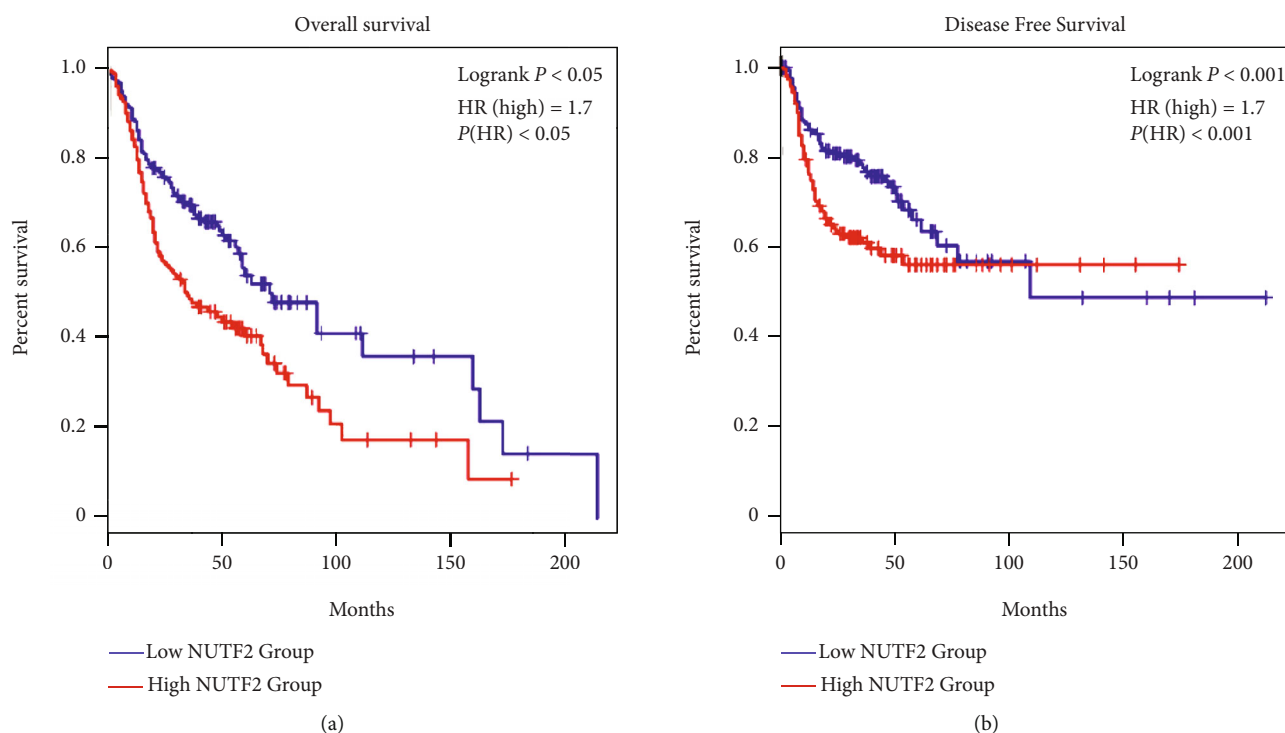 Overall survival
Logrank P < 0.05
HR (high) = 1.7
P(HR) < 0.05
Percent survival
1.0
0.8
0.6
0.4
0.2
0
0 50 100 150 200
Months
Low NUTF2 Group
High NUTF2 Group
(a)
Disease Free Survival
Logrank P < 0.001
HR (high) = 1.7
P(HR) < 0.001
Percent survival
1.0
0.8
0.6
0.4
0.2
0
0 50 100 150 200
Months
Low NUTF2 Group
High NUTF2 Group
(b)